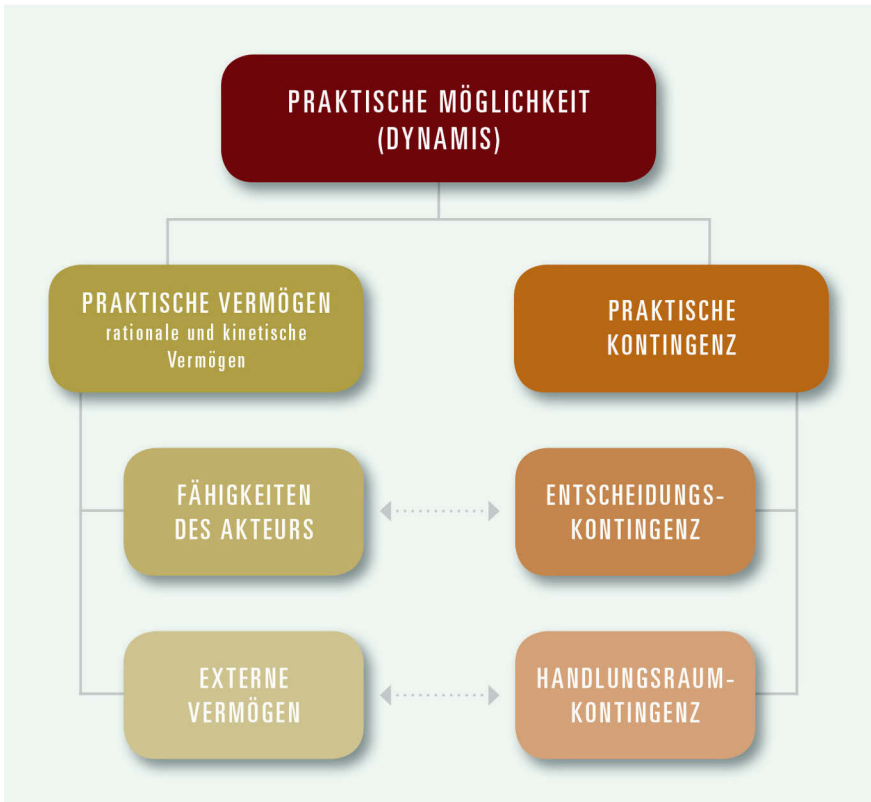 PRAKTISCHE MÖGLICHKEIT
(DYNAMIS)
PRAKTISCHE VERMÖGEN
rationale und kinetische
Vermögen
PRAKTISCHE
KONTINGENZ
FÄHIGKEITEN
DES AKTEURS
ENTSCHEIDUNGS-
KONTINGENZ
EXTERNE
VERMÖGEN
HANDLUNGSRAUM-
KONTINGENZ